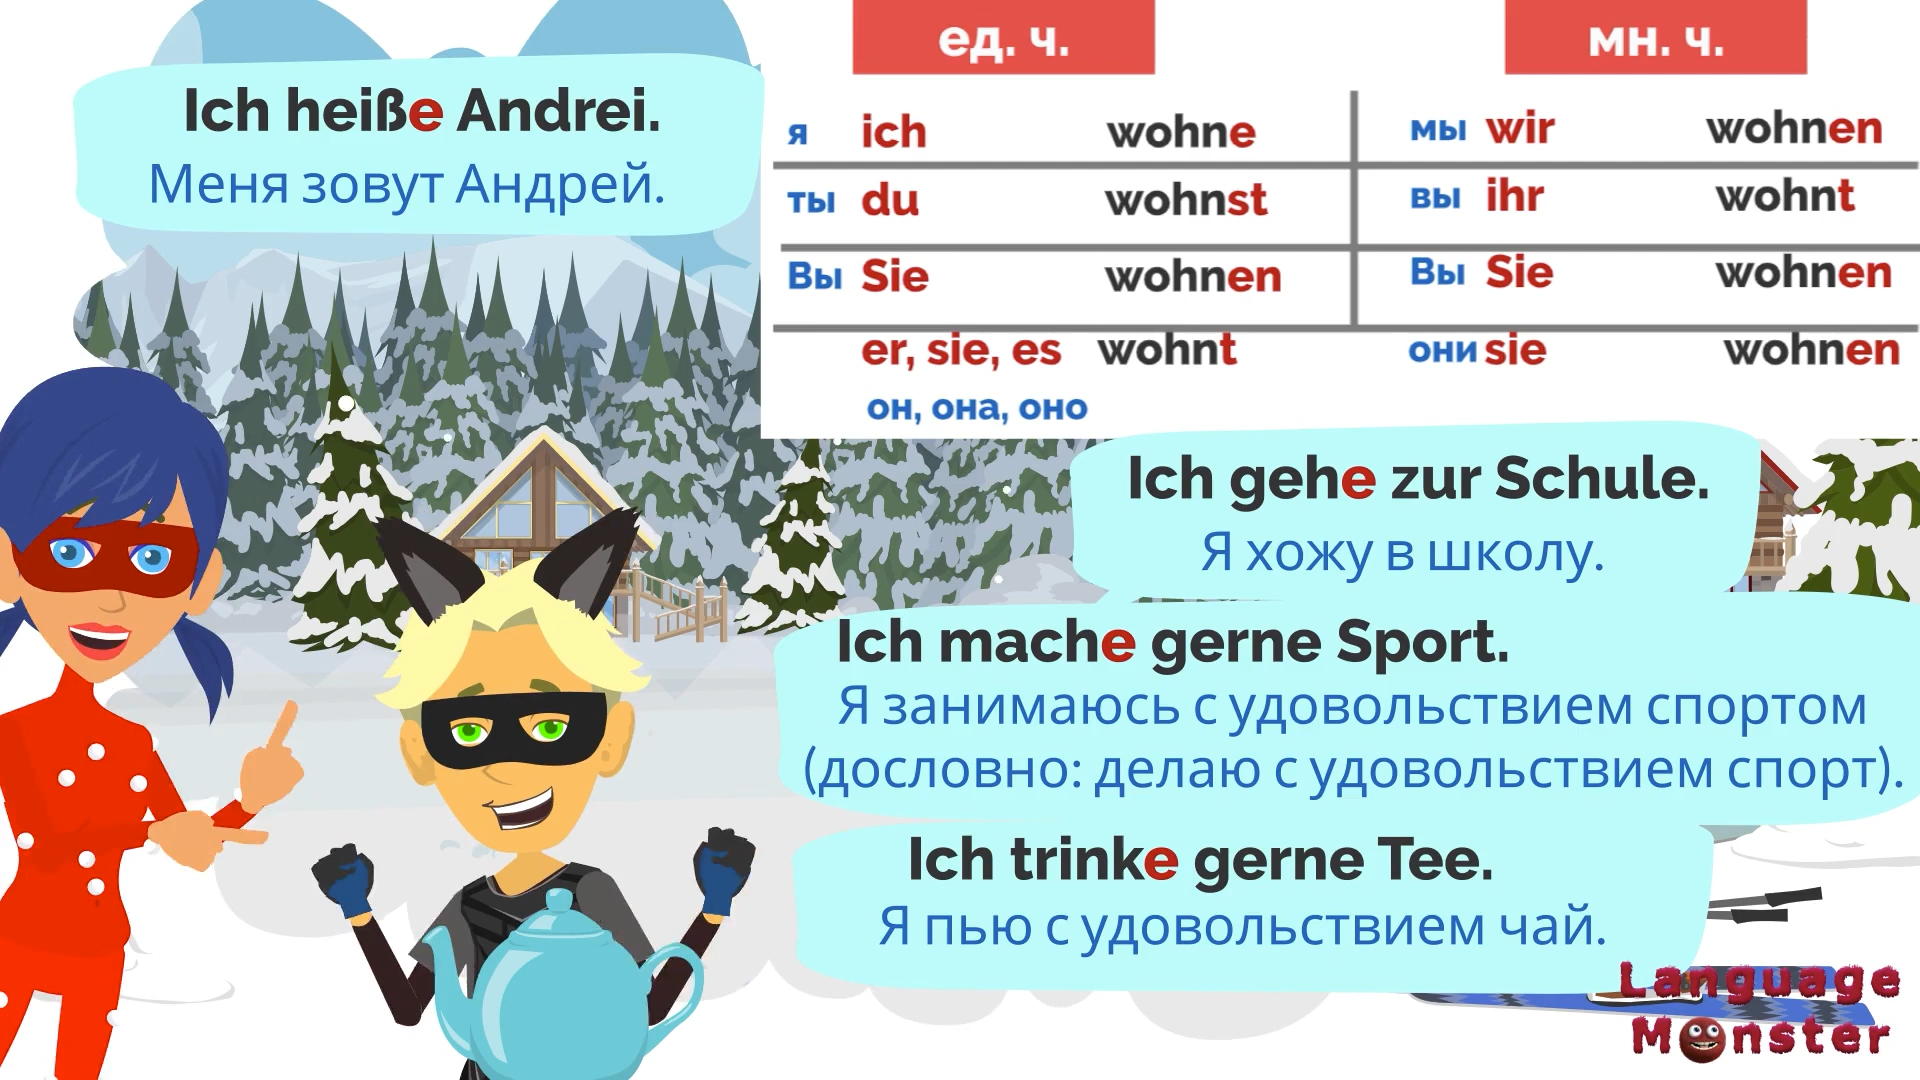 Ich heiße Andrei.
Меня зовут Андрей.
ед. ч. мн. ч.
я ich wohne мы wir wohnen
ты du wohnst вы ihr wohnt
Вы Sie wohnen Вы Sie wohnen
er, sie, es wohnt они sie wohnen
он, она, оно
Ich gehe zur Schule.
Я хожу в школу.
Ich mache gerne Sport.
Я занимаюсь с удовольствием спортом
(дословно: делаю с удовольствием спорт).
Ich trinke gerne Tee.
Я пью с удовольствием чай.
Language
Monster